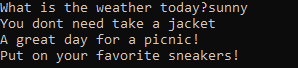 What is the weather today?sunny
You dont need take a jacket
A great day for a picnic!
Put on your favorite sneakers!